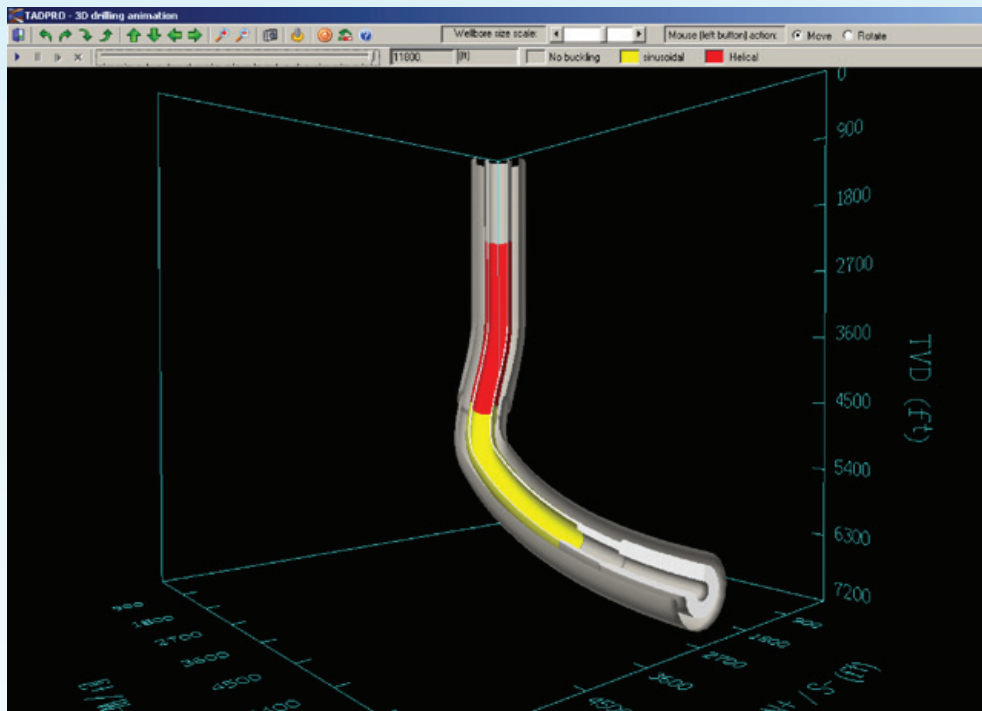 TADPRO - 3D drilling animation
Wellbore size scale:
Mouse (left button) action:
Move
Rotate
11800.
(ft)
No buckling
sinusoidal
Helical
0
900
1800
2700
3600
4500
5400
6300
7200
TVD (ft)
900
1800
2700
3600
4500
900
1800
2700
3600
4500